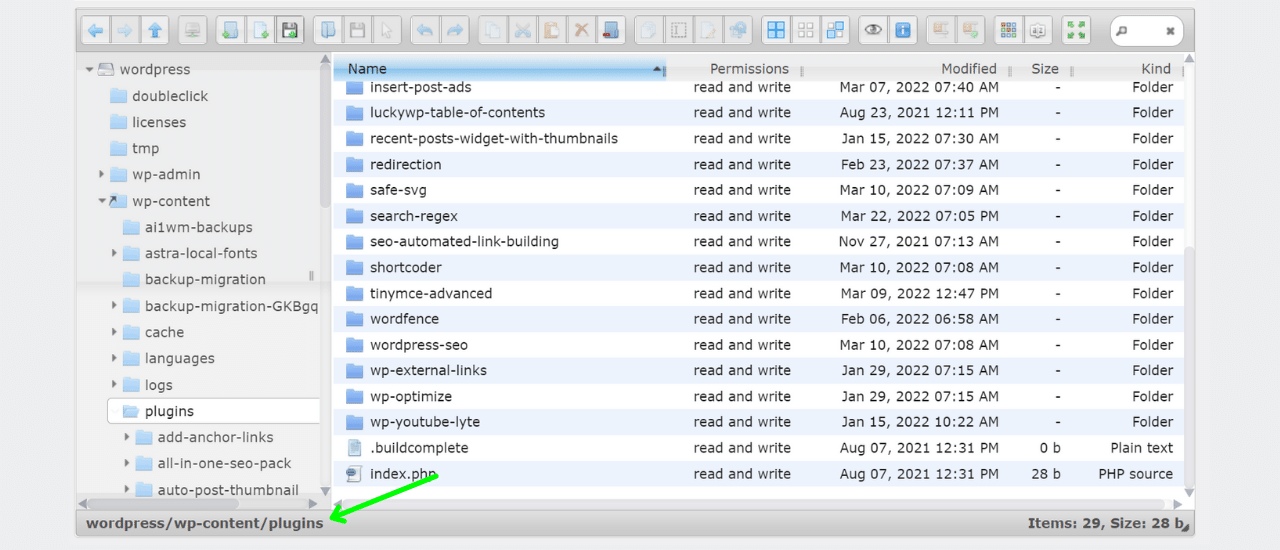 wordpress
doubleclick
licenses
tmp
wp-admin
wp-content
ai1wm-backups
astra-local-fonts
backup-migration
backup-migration-GKBgq
cache
languages
logs
plugins
add-anchor-links
all-in-one-seo-pack
auto-post-thumbnail
Name Permissions Modified Size Kind
insert-post-ads read and write Mar 07, 2022 07:40 AM - Folder
luckywp-table-of-contents read and write Aug 23, 2021 12:11 PM - Folder
recent-posts-widget-with-thumbnails read and write Jan 15, 2022 07:30 AM - Folder
redirection read and write Feb 23, 2022 07:37 AM - Folder
safe-svg read and write Mar 10, 2022 07:09 AM - Folder
search-regex read and write Mar 22, 2022 07:05 PM - Folder
seo-automated-link-building read and write Nov 27, 2021 07:13 AM - Folder
shortcoder read and write Mar 10, 2022 07:08 AM - Folder
tinymce-advanced read and write Mar 09, 2022 12:47 PM - Folder
wordfence read and write Feb 06, 2022 06:58 AM - Folder
wordpress-seo read and write Mar 10, 2022 07:08 AM - Folder
wp-external-links read and write Jan 29, 2022 07:15 AM - Folder
wp-optimize read and write Jan 29, 2022 07:15 AM - Folder
wp-youtube-lyte read and write Jan 15, 2022 10:22 AM - Folder
.buildcomplete read and write Aug 07, 2021 12:31 PM 0 b Plain text
index.php read and write Aug 07, 2021 12:31 PM 28 b PHP source
wordpress/wp-content/plugins Items: 29, Size: 28 b